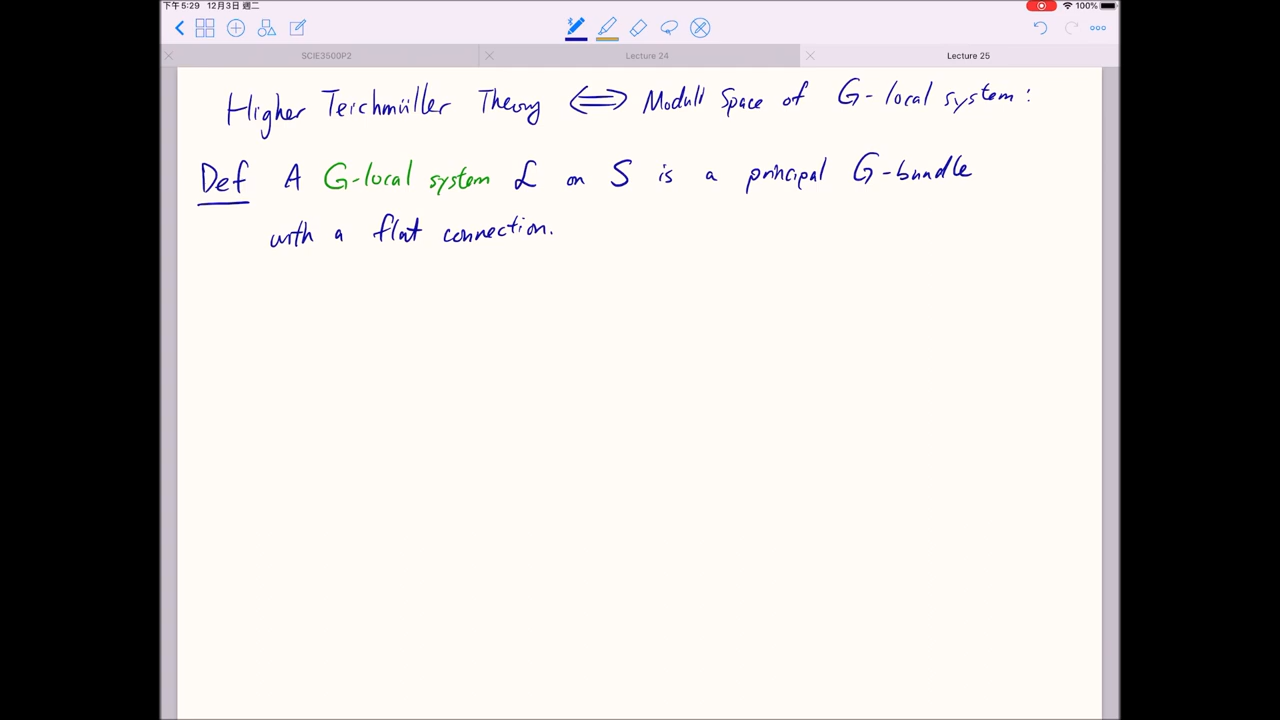 下午5:29 12月3日 週二
100%
SCIE3500P2
Lecture 24
Lecture 25
Higher Teichmüller Theory ⟺ Moduli Space of G-local system :
Def A G-local system ℒ on S is a principal G-bundle
with a flat connection.